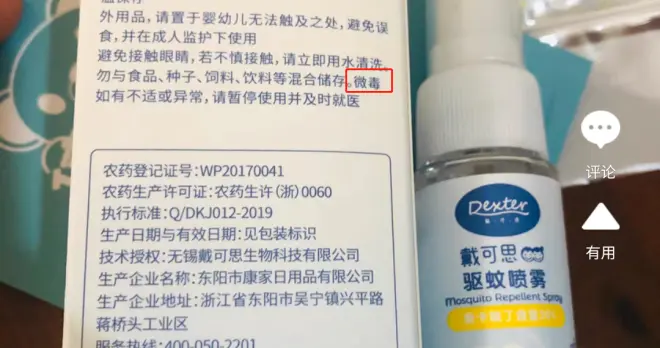 外用品，请置于婴幼儿无法触及之处，避免误
食，并在成人监护下使用
避免接触眼睛，若不慎接触，请立即用水清洗。
勿与食品、种子、饲料、饮料等混合储存。微毒
如有不适或异常，请暂停使用并及时就医
农药登记证号：WP20170041
农药生产许可证：农药生许（浙）0060
执行标准：Q/DKJ012-2019
生产日期与有效日期：见包装标识
技术授权：无锡戴可思生物科技有限公司
生产企业名称：东阳市康家日用品有限公司
生产企业地址：浙江省东阳市吴宁镇兴平路
蒋桥头工业区
服务热线：400-050-2201
Dexter
戴可思
驱蚊喷雾
Mosquito Repellent Spray
评论
有用